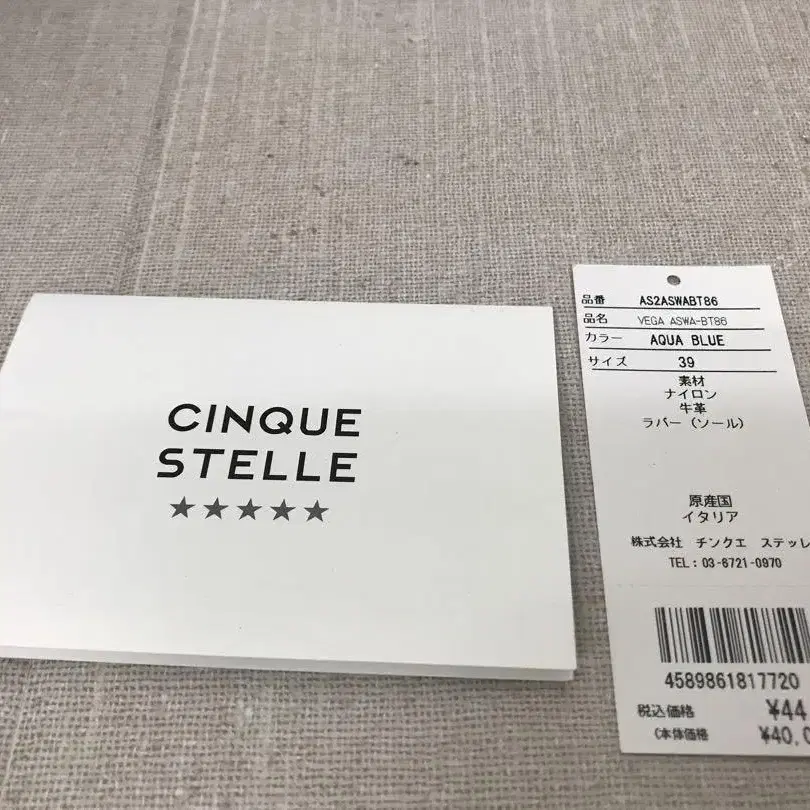 CINQUE
STELLE
★★★★★
品番 AS2ASWABT86
品名 VEGA ASWA-BT86
カラー AQUA BLUE
サイズ 39
素材
ナイロン
牛革
ラバー（ソール）
原産国
イタリア
株式会社 チンクエ ステッレ
TEL：03-6721-0970
4589861817720
税込価格 ¥44
(本体価格 ¥40,0